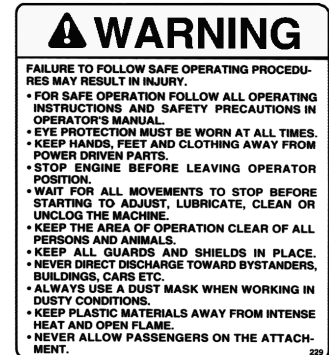 WARNING
FAILURE TO FOLLOW SAFE OPERATING PROCEDU-
RES MAY RESULT IN INJURY.
• FOR SAFE OPERATION FOLLOW ALL OPERATING
INSTRUCTIONS AND SAFETY PRECAUTIONS IN
OPERATOR'S MANUAL.
• EYE PROTECTION MUST BE WORN AT ALL TIMES.
• KEEP HANDS, FEET AND CLOTHING AWAY FROM
POWER DRIVEN PARTS.
• STOP ENGINE BEFORE LEAVING OPERATOR
POSITION.
• WAIT FOR ALL MOVEMENTS TO STOP BEFORE
STARTING TO ADJUST, LUBRICATE, CLEAN OR
UNCLOG THE MACHINE.
• KEEP THE AREA OF OPERATION CLEAR OF ALL
PERSONS AND ANIMALS.
• KEEP ALL GUARDS AND SHIELDS IN PLACE.
• NEVER DIRECT DISCHARGE TOWARD BYSTANDERS,
BUILDINGS, CARS ETC.
• ALWAYS USE A DUST MASK WHEN WORKING IN
DUSTY CONDITIONS.
• KEEP PLASTIC MATERIALS AWAY FROM INTENSE
HEAT AND OPEN FLAME.
• NEVER ALLOW PASSENGERS ON THE ATTACH-
MENT. 229